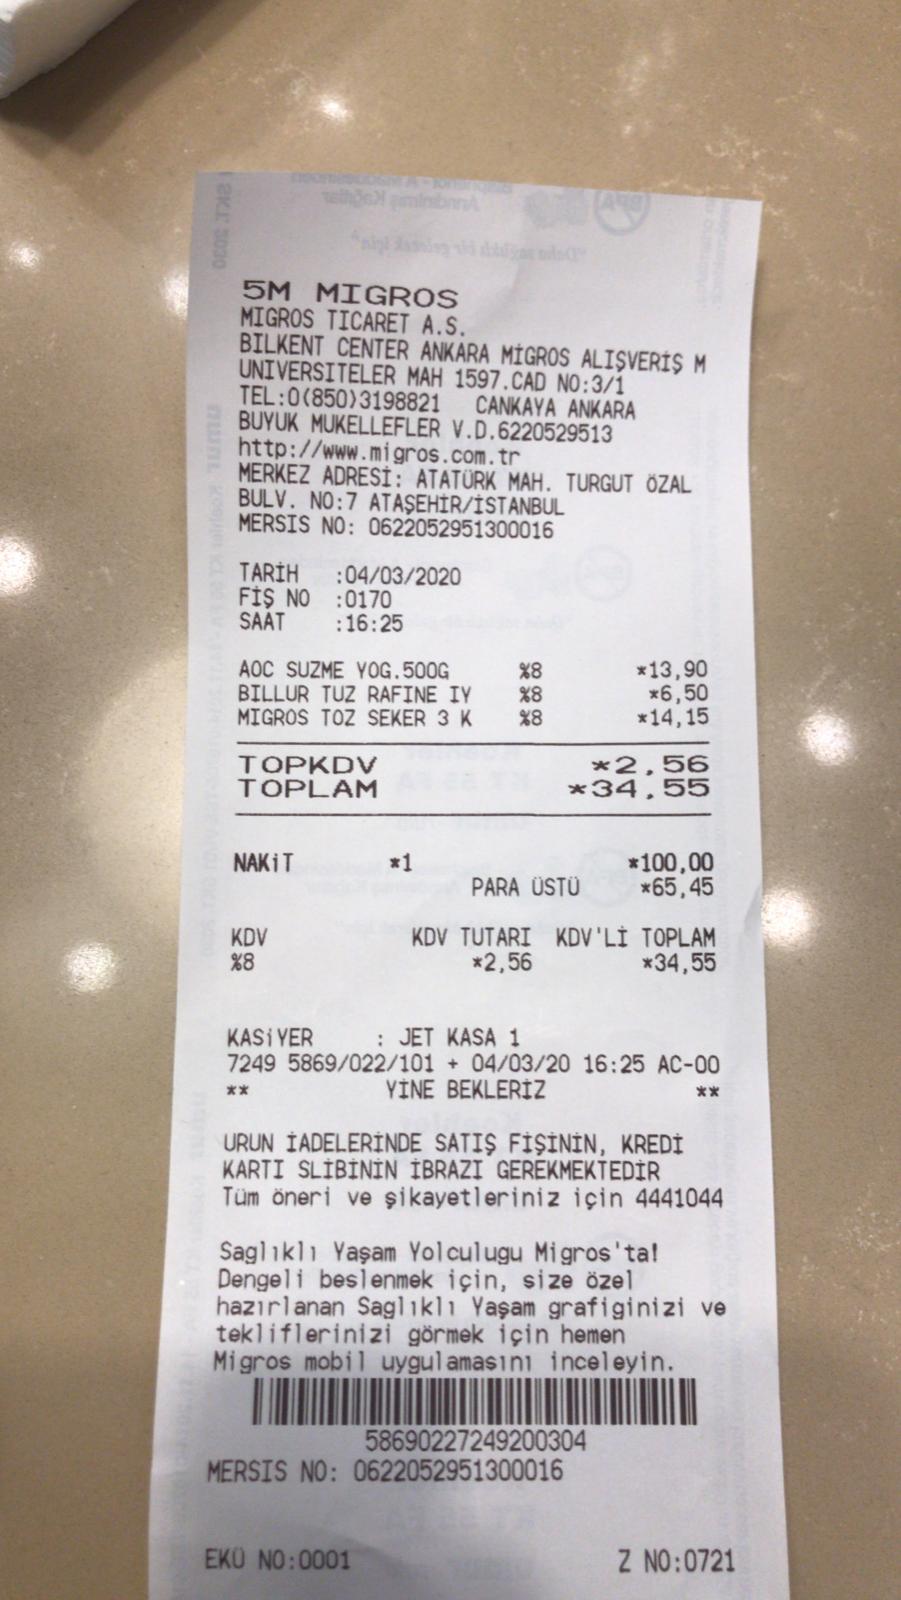 5M MIGROS
MIGROS TICARET A.S.
BILKENT CENTER ANKARA MİGROS ALIŞVERİŞ M
UNIVERSITELER MAH 1597.CAD NO:3/1
TEL:0(850)3198821 CANKAYA ANKARA
BUYUK MUKELLEFLER V.D.6220529513
http://www.migros.com.tr
MERKEZ ADRESİ: ATATÜRK MAH. TURGUT ÖZAL
BULV. NO:7 ATAŞEHİR/İSTANBUL
MERSIS NO: 0622052951300016
TARİH :04/03/2020
FİŞ NO :0170
SAAT :16:25
AOC SUZME YOG.500G %8 *13,90
BILLUR TUZ RAFINE IY %8 *6,50
MIGROS TOZ SEKER 3 K %8 *14,15
TOPKDV *2,56
TOPLAM *34,55
NAKİT *1 *100,00
PARA ÜSTÜ *65,45
KDV KDV TUTARI KDV'Lİ TOPLAM
%8 *2,56 *34,55
KASİYER : JET KASA 1
7249 5869/022/101 + 04/03/20 16:25 AC-00
** YİNE BEKLERİZ **
URUN İADELERİNDE SATIŞ FİŞİNİN, KREDİ
KARTI SLİBİNİN İBRAZI GEREKMEKTEDİR
Tüm öneri ve şikayetleriniz için 4441044
Saglıklı Yaşam Yolculugu Migros'ta!
Dengeli beslenmek için, size özel
hazırlanan Saglıklı Yaşam grafiginizi ve
tekliflerinizi görmek için hemen
Migros mobil uygulamasını inceleyin.
58690227249200304
MERSIS NO: 0622052951300016
EKÜ NO:0001 Z NO:0721